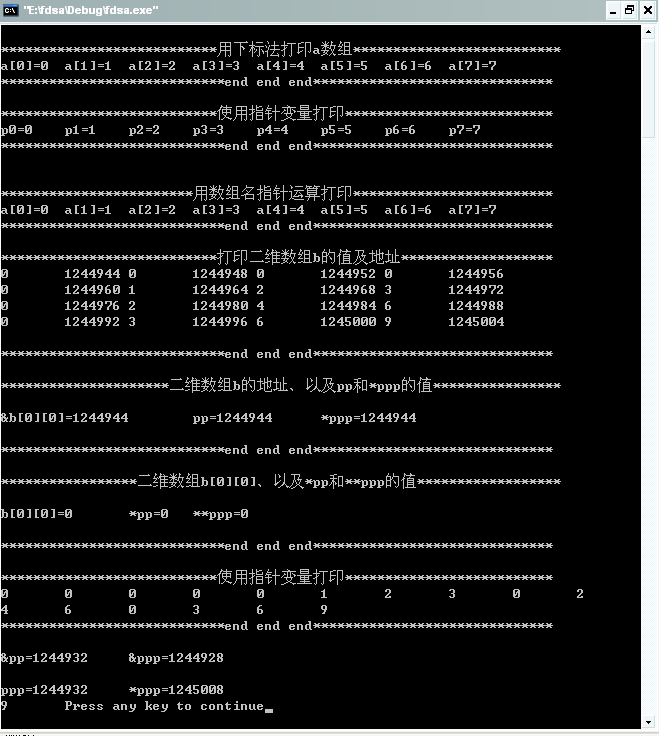 "E:\fdsa\Debug\fdsa.exe"
***************************用下标法打印a数组**************************
a[0]=0  a[1]=1  a[2]=2  a[3]=3  a[4]=4  a[5]=5  a[6]=6  a[7]=7
****************************end end end******************************
***************************使用指针变量打印**************************
p0=0    p1=1    p2=2    p3=3    p4=4    p5=5    p6=6    p7=7
****************************end end end******************************
************************用数组名指针运算打印*************************
a[0]=0  a[1]=1  a[2]=2  a[3]=3  a[4]=4  a[5]=5  a[6]=6  a[7]=7
****************************end end end******************************
***************************打印二维数组b的值及地址*******************
0       1244944 0       1244948 0       1244952 0       1244956
0       1244960 1       1244964 2       1244968 3       1244972
0       1244976 2       1244980 4       1244984 6       1244988
0       1244992 3       1244996 6       1245000 9       1245004
****************************end end end******************************
*********************二维数组b的地址、以及pp和*ppp的值****************
&b[0][0]=1244944        pp=1244944      *ppp=1244944
****************************end end end******************************
*****************二维数组b[0][0]、以及*pp和**ppp的值******************
b[0][0]=0       *pp=0   **ppp=0
****************************end end end******************************
***************************使用指针变量打印**************************
0       0       0       0       0       1       2       3       0       2
4       6       0       3       6       9
****************************end end end******************************
&pp=1244932     &ppp=1244928
ppp=1244932     *ppp=1245008
9       Press any key to continue_